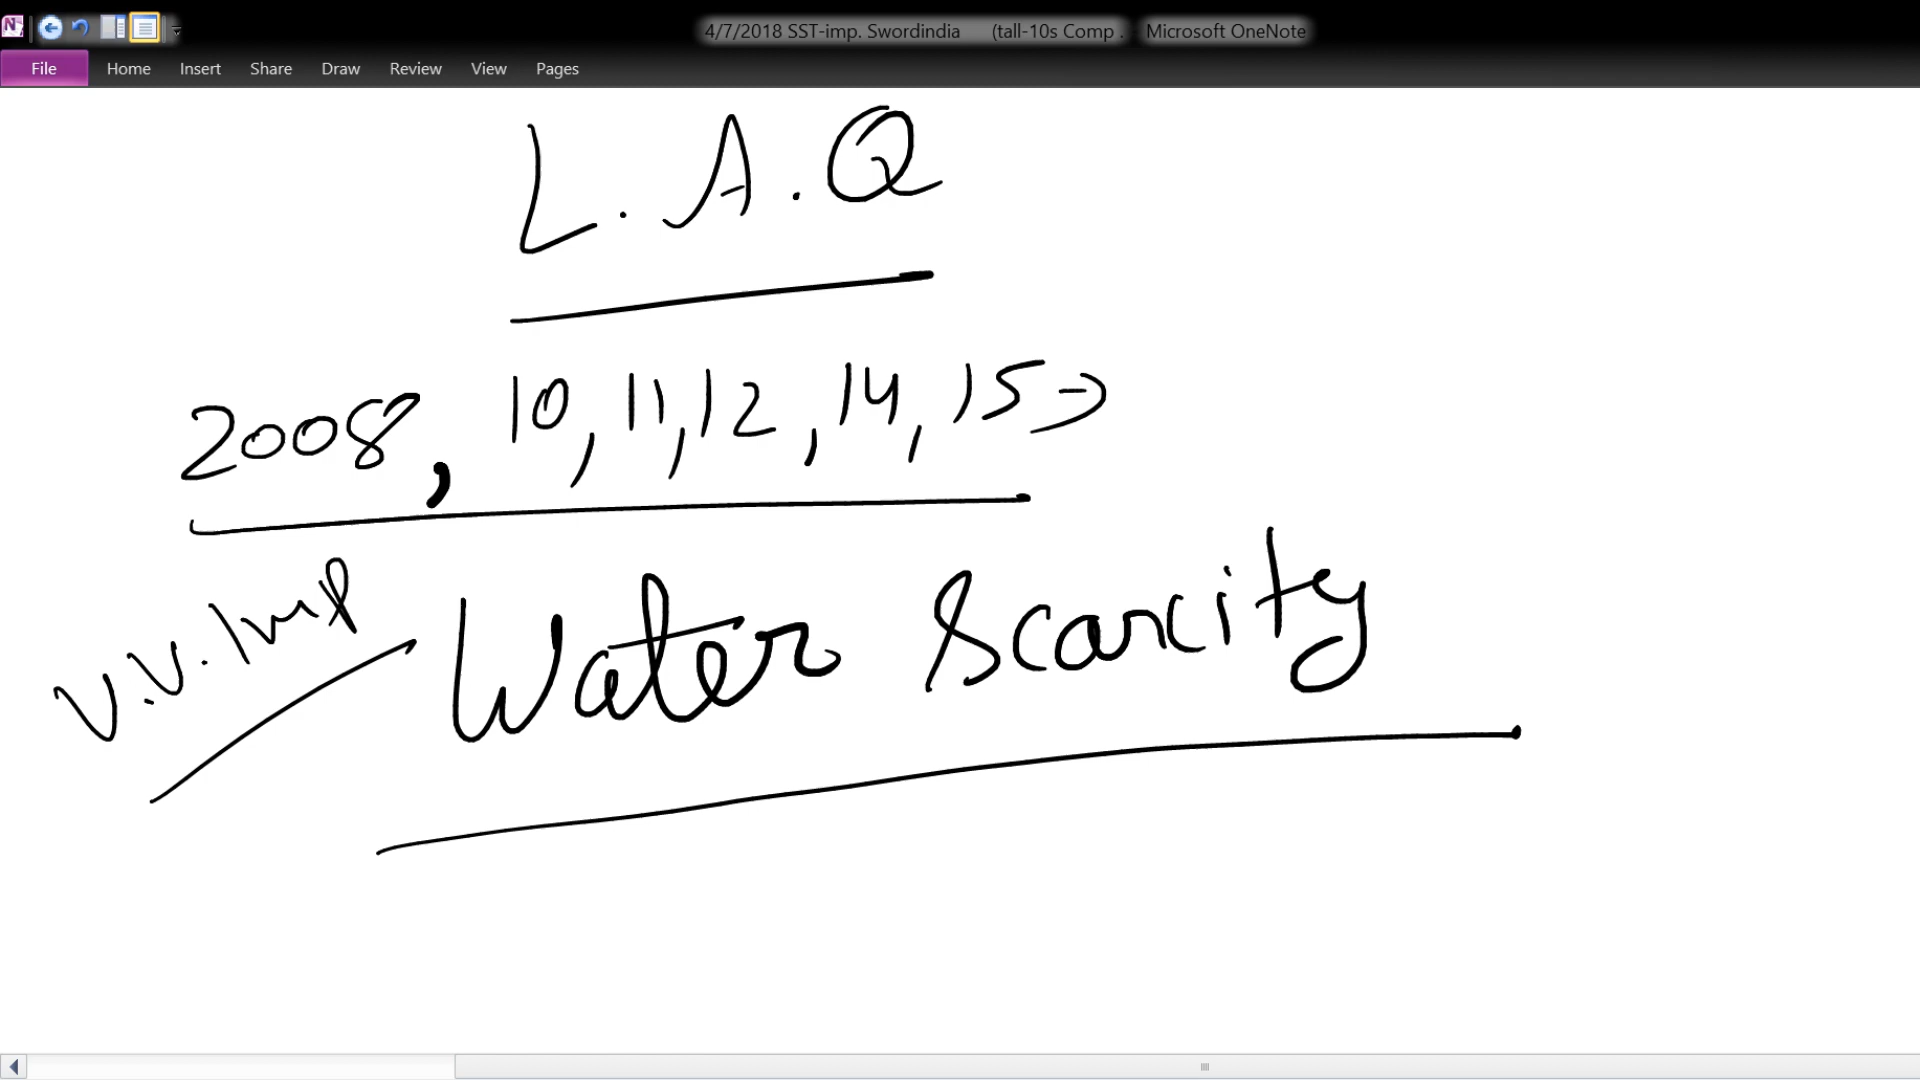 4/7/2018 SST-imp. Swordindia (tall-10s Comp . - Microsoft OneNote
File Home Insert Share Draw Review View Pages
L.A.Q
2008, 10, 11, 12, 14, 15 →
V.V. Imp
Water Scarcity